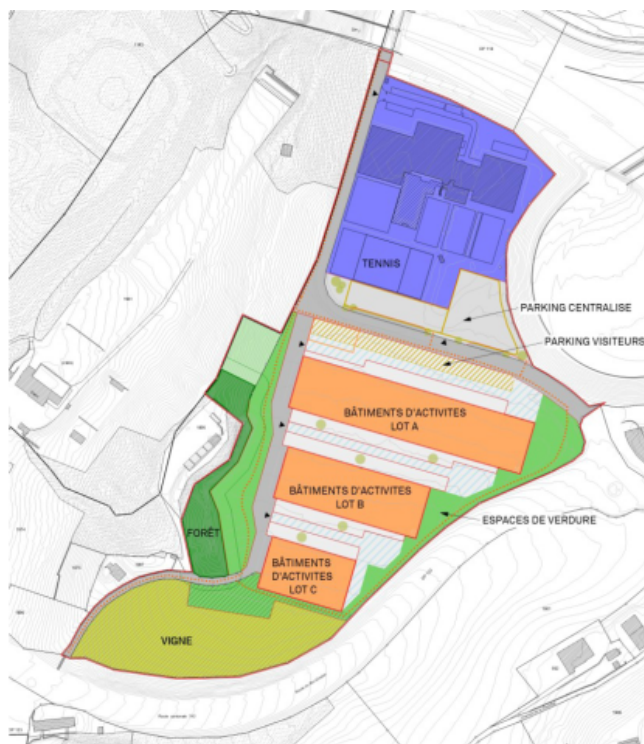 TENNIS
PARKING CENTRALISE
PARKING VISITEURS
BÂTIMENTS D'ACTIVITES
LOT A
BÂTIMENTS D'ACTIVITES
LOT B
ESPACES DE VERDURE
FORÊT
BÂTIMENTS
D'ACTIVITES
LOT C
VIGNE